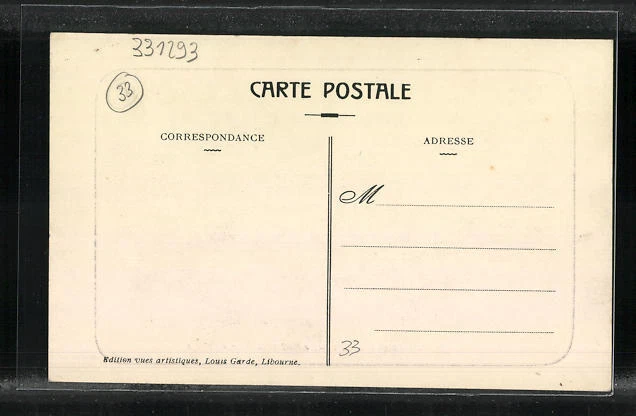 331293
33
CARTE POSTALE
CORRESPONDANCE
ADRESSE
M
33
Edition vues artistiques, Louis Garde, Libourne.